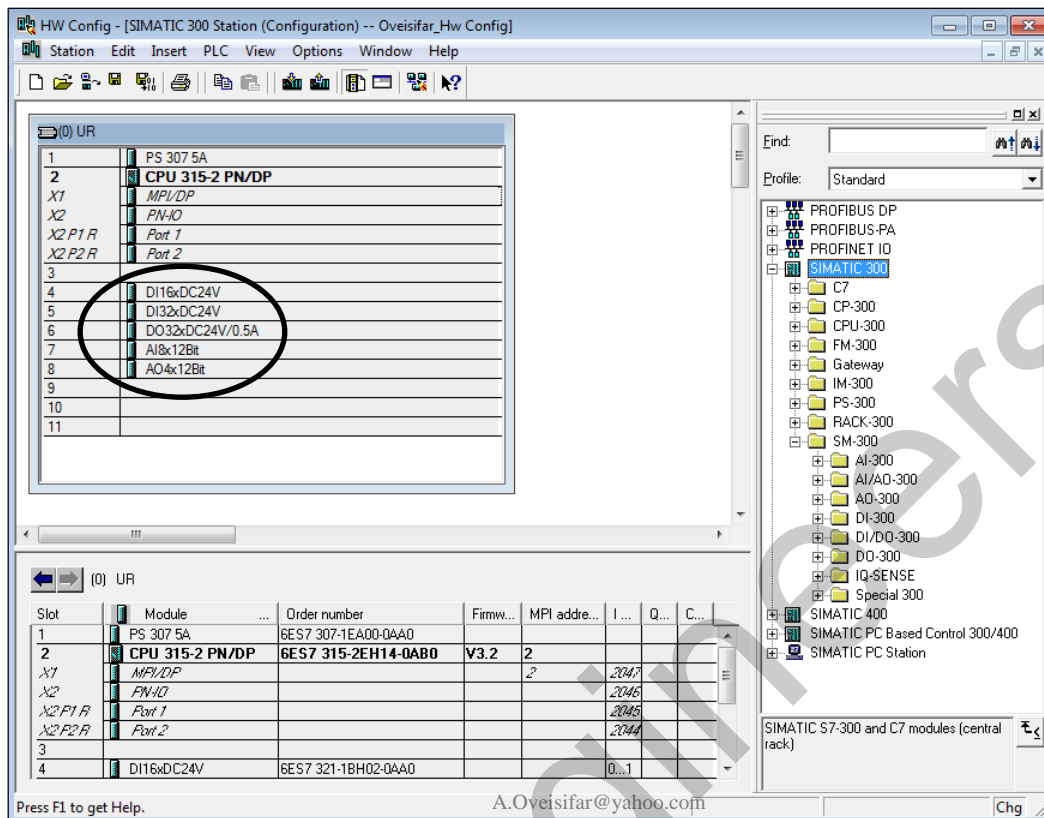 HW Config - [SIMATIC 300 Station (Configuration) -- Oveisifar_Hw Config]
Station Edit Insert PLC View Options Window Help
(0) UR
1 PS 307 5A
2 CPU 315-2 PN/DP
X1 MPI/DP
X2 PN-IO
X2 P1 R Port 1
X2 P2 R Port 2
3
4 DI16xDC24V
5 DI32xDC24V
6 DO32xDC24V/0.5A
7 AI8x12Bit
8 AO4x12Bit
9
10
11
Find:
Profile: Standard
PROFIBUS DP
PROFIBUS-PA
PROFINET IO
SIMATIC 300
C7
CP-300
CPU-300
FM-300
Gateway
IM-300
PS-300
RACK-300
SM-300
AI-300
AI/AO-300
AO-300
DI-300
DI/DO-300
DO-300
IQ-SENSE
Special 300
SIMATIC 400
SIMATIC PC Based Control 300/400
SIMATIC PC Station
SIMATIC S7-300 and C7 modules (central
rack)
(0) UR
Slot Module ... Order number Firmw... MPI addre... I ... Q... C...
1 PS 307 5A 6ES7 307-1EA00-0AA0
2 CPU 315-2 PN/DP 6ES7 315-2EH14-0AB0 V3.2 2
X1 MPI/DP 2 2047
X2 PN-IO 2046
X2 P1 R Port 1 2045
X2 P2 R Port 2 2044
3
4 DI16xDC24V 6ES7 321-1BH02-0AA0 0...1
Press F1 to get Help.
A.Oveisifar@yahoo.com
Chg